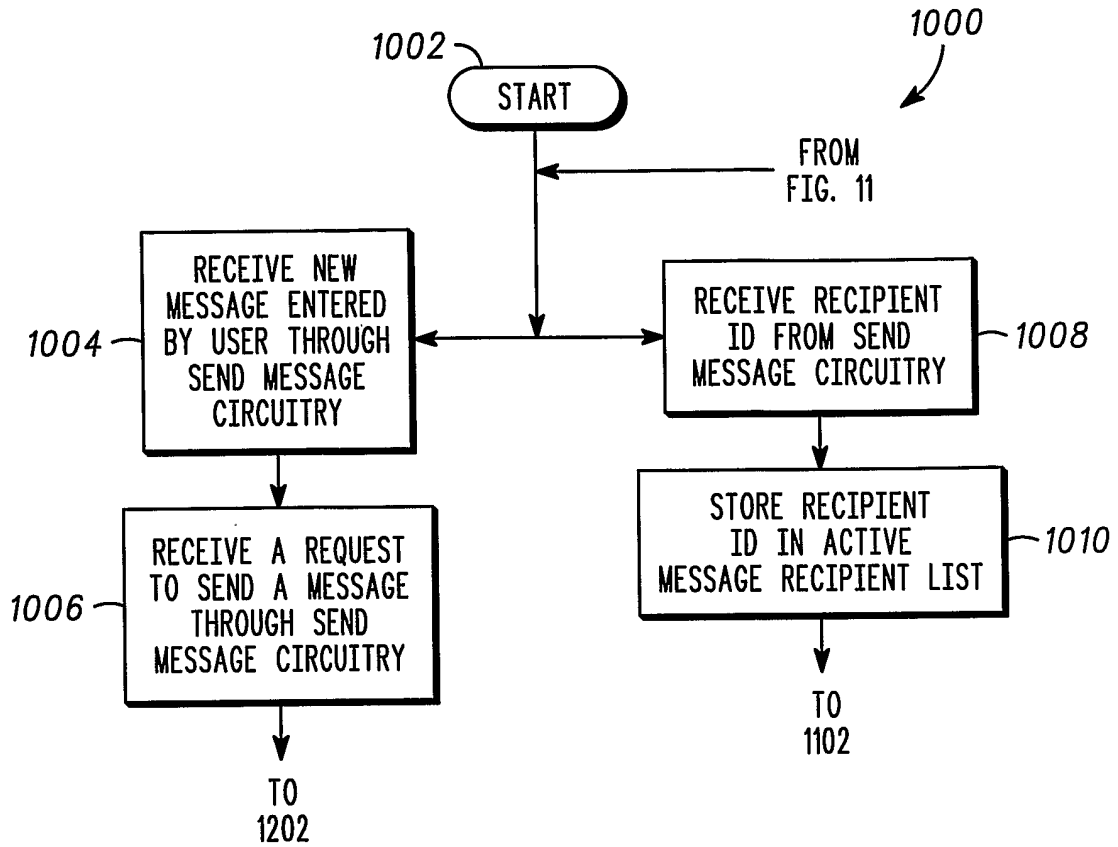 1000
1002
START
FROM
FIG. 11
RECEIVE NEW
MESSAGE ENTERED
BY USER THROUGH
SEND MESSAGE
CIRCUITRY
1004
RECEIVE RECIPIENT
ID FROM SEND
MESSAGE CIRCUITRY
1008
RECEIVE A REQUEST
TO SEND A MESSAGE
THROUGH SEND
MESSAGE CIRCUITRY
1006
STORE RECIPIENT
ID IN ACTIVE
MESSAGE RECIPIENT LIST
1010
TO
1202
TO
1102